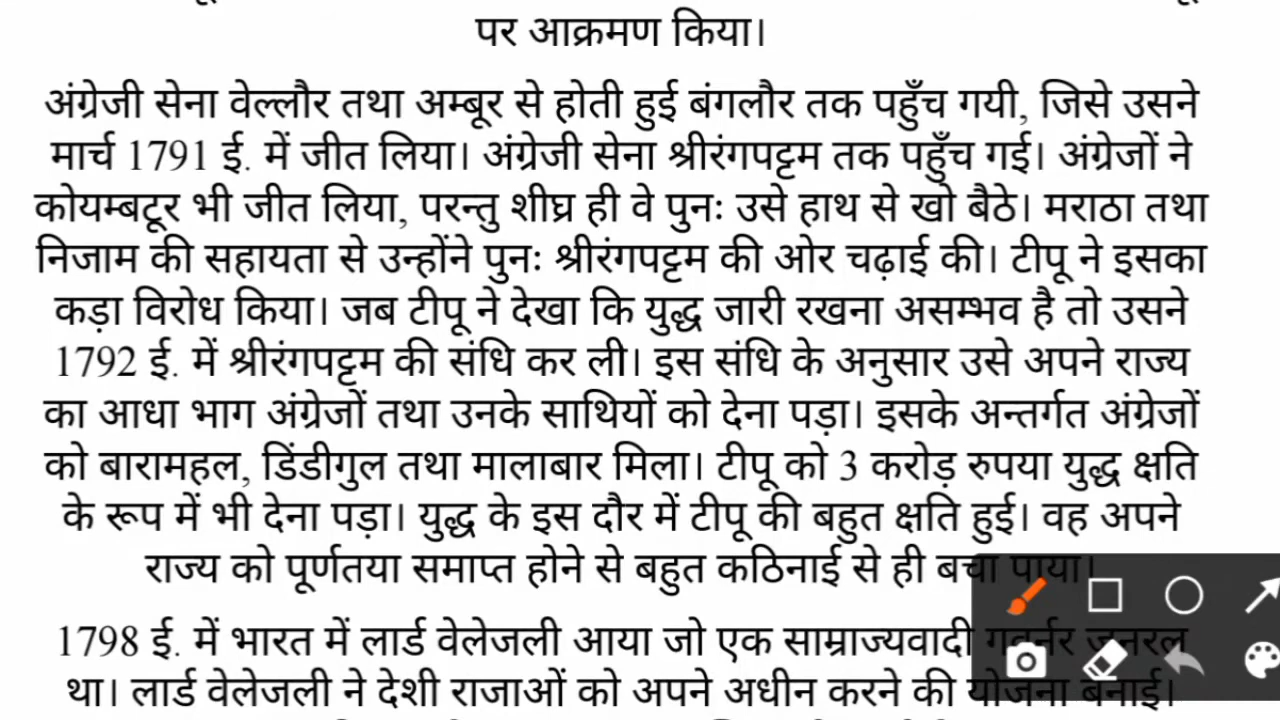 पर आक्रमण किया।
अंग्रेजी सेना वेल्लौर तथा अम्बूर से होती हुई बंगलौर तक पहुँच गयी, जिसे उसने
मार्च 1791 ई. में जीत लिया। अंग्रेजी सेना श्रीरंगपट्टम तक पहुँच गई। अंग्रेजों ने
कोयम्बटूर भी जीत लिया, परन्तु शीघ्र ही वे पुनः उसे हाथ से खो बैठे। मराठा तथा
निजाम की सहायता से उन्होंने पुनः श्रीरंगपट्टम की ओर चढ़ाई की। टीपू ने इसका
कड़ा विरोध किया। जब टीपू ने देखा कि युद्ध जारी रखना असम्भव है तो उसने
1792 ई. में श्रीरंगपट्टम की संधि कर ली। इस संधि के अनुसार उसे अपने राज्य
का आधा भाग अंग्रेजों तथा उनके साथियों को देना पड़ा। इसके अन्तर्गत अंग्रेजों
को बारामहल, डिंडीगुल तथा मालाबार मिला। टीपू को 3 करोड़ रुपया युद्ध क्षति
के रूप में भी देना पड़ा। युद्ध के इस दौर में टीपू की बहुत क्षति हुई। वह अपने
राज्य को पूर्णतया समाप्त होने से बहुत कठिनाई से ही बचा पाया।
1798 ई. में भारत में लार्ड वेलेजली आया जो एक साम्राज्यवादी गवर्नर जनरल
था। लार्ड वेलेजली ने देशी राजाओं को अपने अधीन करने की योजना बनाई।